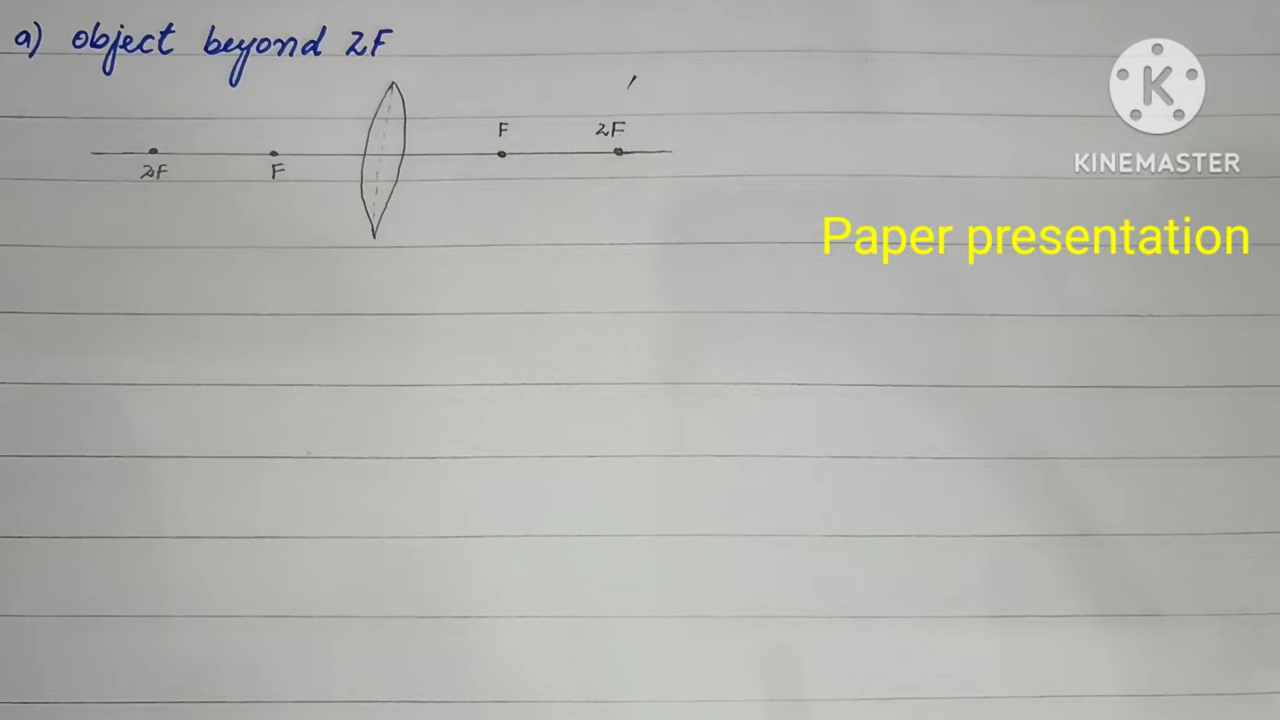 a) object beyond 2F
F 2F
2F F
K
KINEMASTER
Paper presentation